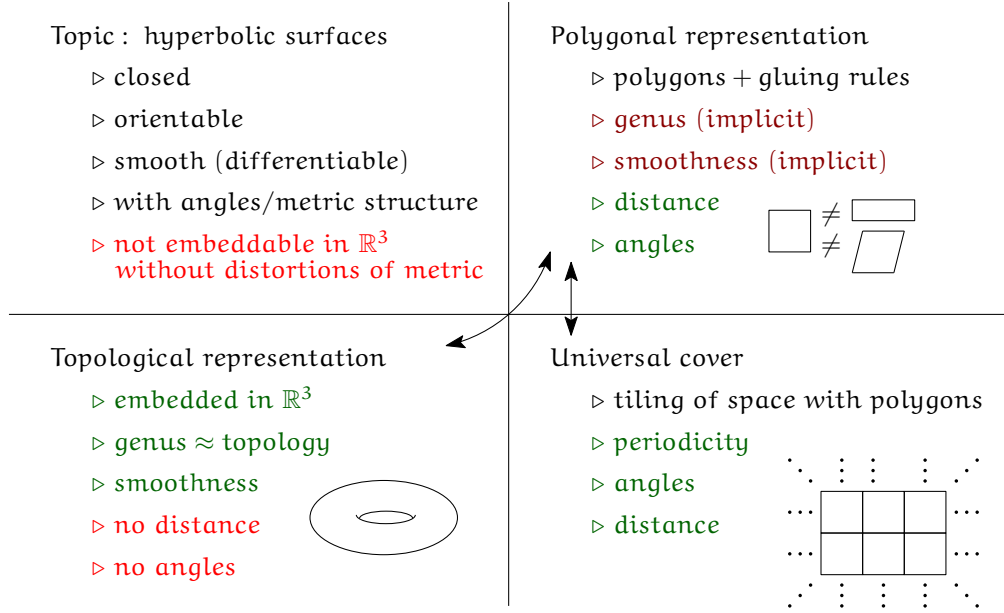 Topic : hyperbolic surfaces
▹ closed
▹ orientable
▹ smooth (differentiable)
▹ with angles/metric structure
▹ not embeddable in ℝ³
without distortions of metric
Polygonal representation
▹ polygons + gluing rules
▹ genus (implicit)
▹ smoothness (implicit)
▹ distance
▹ angles
≠
≠
Topological representation
▹ embedded in ℝ³
▹ genus ≈ topology
▹ smoothness
▹ no distance
▹ no angles
Universal cover
▹ tiling of space with polygons
▹ periodicity
▹ angles
▹ distance